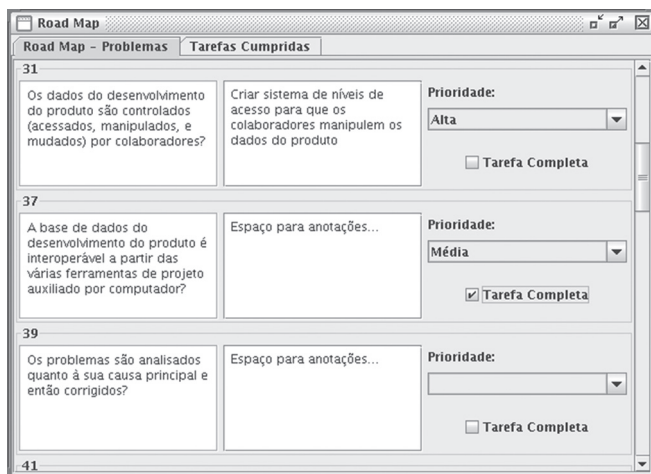 Road Map
Road Map – Problemas
Tarefas Cumpridas
31
Os dados do desenvolvimento
do produto são controlados
(acessados, manipulados, e
mudados) por colaboradores?
Criar sistema de níveis de
acesso para que os
colaboradores manipulem os
dados do produto
Prioridade:
Alta
Tarefa Completa
37
A base de dados do
desenvolvimento do produto é
interoperável a partir das
várias ferramentas de projeto
auxiliado por computador?
Espaço para anotações...
Prioridade:
Média
Tarefa Completa
39
Os problemas são analisados
quanto à sua causa principal e
então corrigidos?
Espaço para anotações...
Prioridade:
Tarefa Completa
41